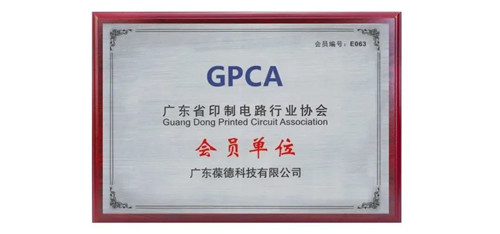 会员编号：E063
GPCA
广东省印制电路行业协会
Guang Dong Printed Circuit Association
会员单位
广东葆德科技有限公司